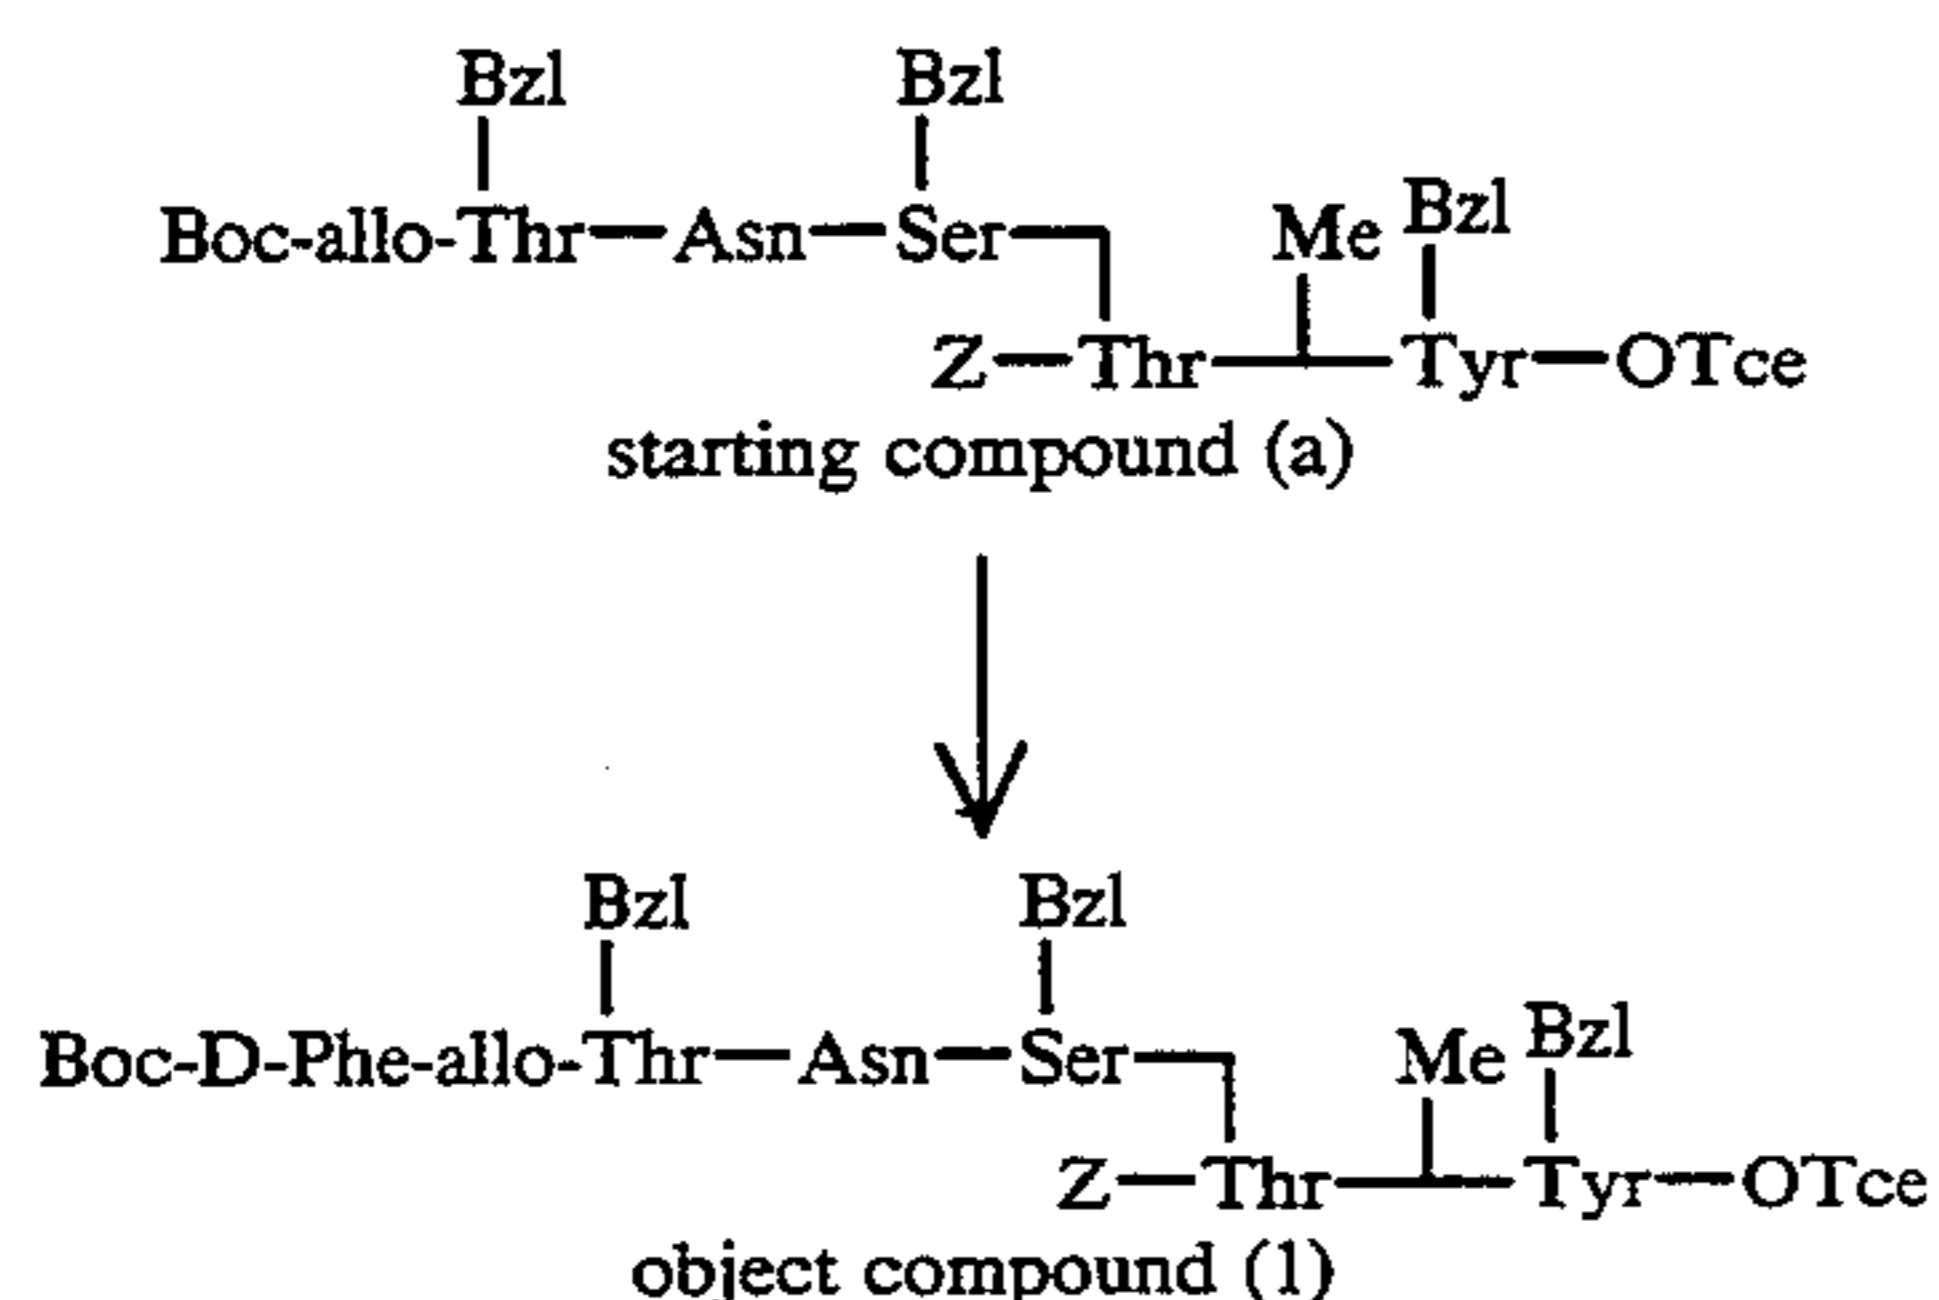 Bzl Bzl
Boc-allo-Thr—Asn—Ser
Me Bzl
Z—Thr Tyr—OTce
starting compound (a)
Bzl Bzl
Boc-D-Phe-allo-Thr—Asn—Ser
Me Bzl
Z—Thr Tyr—OTce
object compound (1)